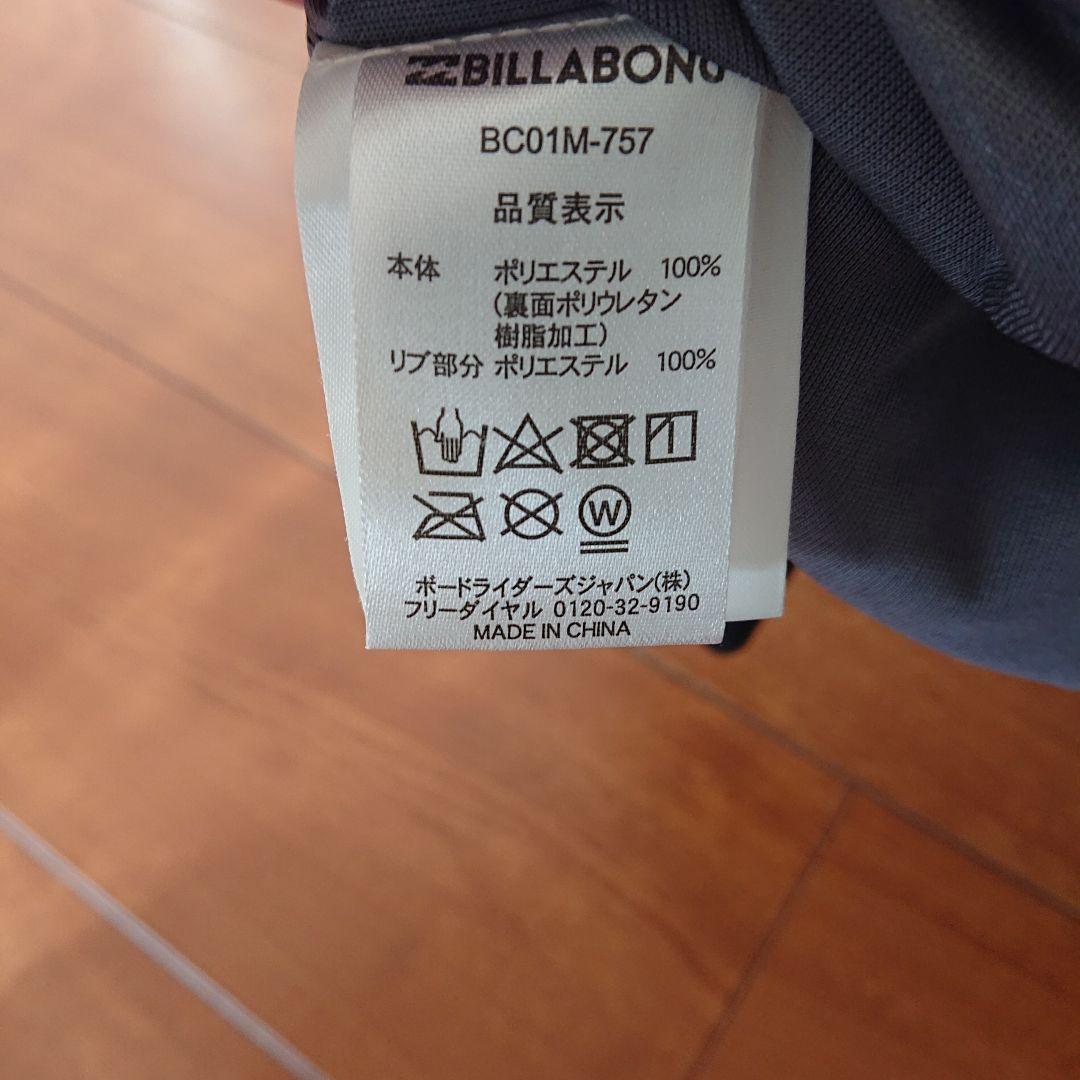 BILLABONG
BC01M-757
品質表示
本体 ポリエステル 100%
(裏面ポリウレタン
樹脂加工)
リブ部分 ポリエステル 100%
W
ボードライダーズジャパン(株)
フリーダイヤル 0120-32-9190
MADE IN CHINA